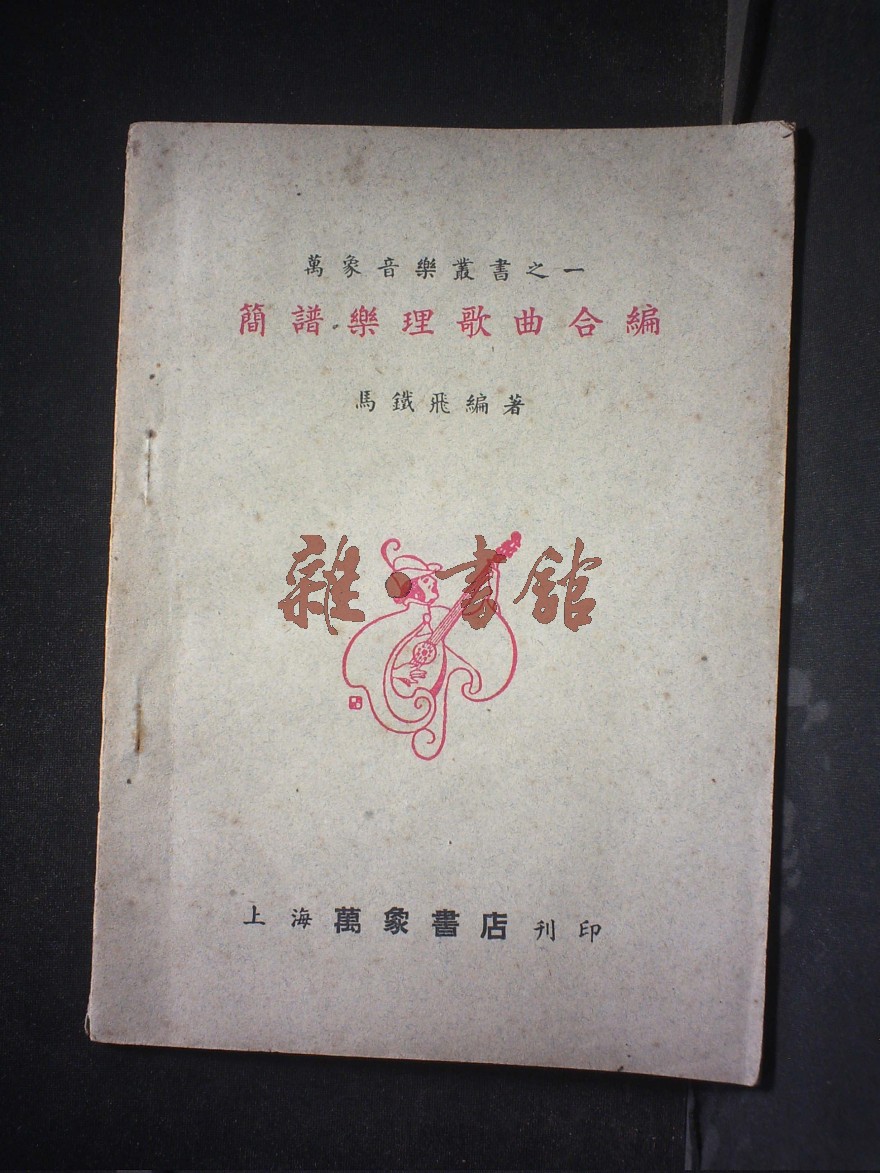 萬象音樂叢書之一
簡譜樂理歌曲合編
馬鐵飛編著
雜·書館
上海萬象書店刊印